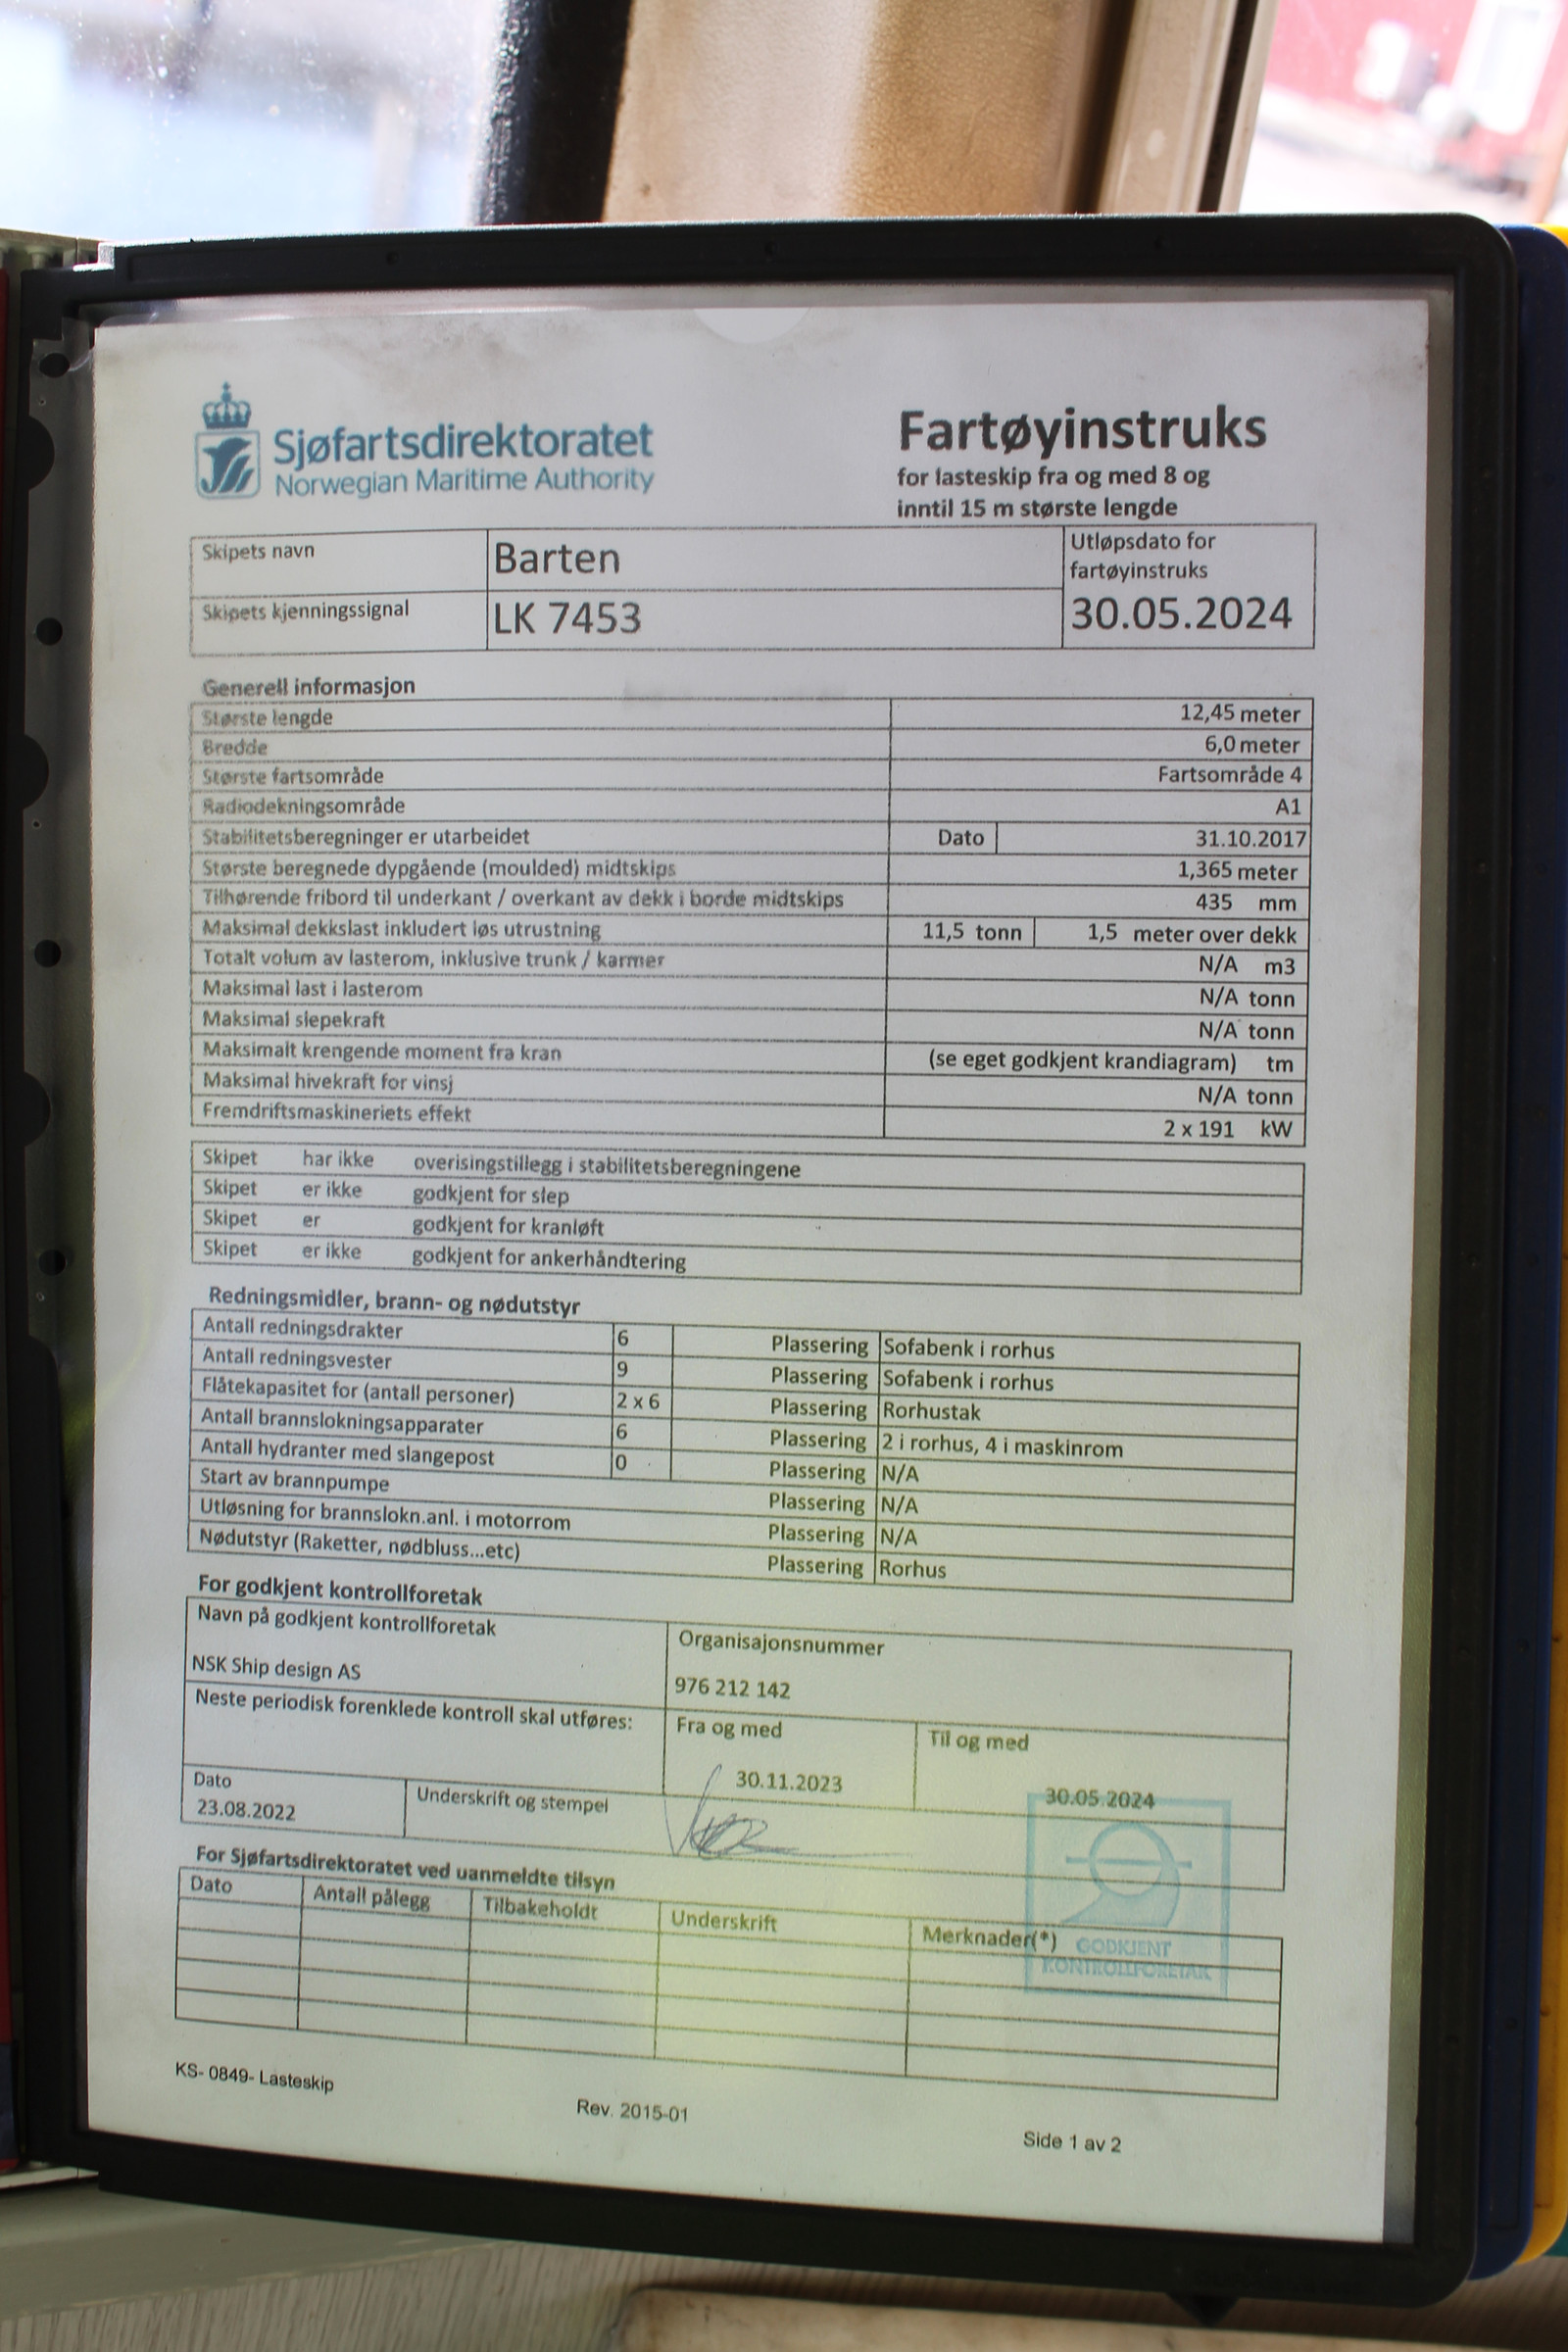 Sjøfartsdirektoratet
Norwegian Maritime Authority
Fartøyinstruks
for lasteskip fra og med 8 og
inntil 15 m største lengde
Skipets navn Barten
Utløpsdato for
fartøyinstruks
Skipets kjenningssignal LK 7453 30.05.2024
Generell informasjon
Største lengde 12,45 meter
Bredde 6,0 meter
Største fartsområde Fartsområde 4
Radiodekningsområde A1
Stabilitetsberegninger er utarbeidet Dato 31.10.2017
Største beregnede dypgående (moulded) midtskips 1,365 meter
Tilhørende fribord til underkant / overkant av dekk i borde midtskips 435 mm
Maksimal dekkslast inkludert løs utrustning 11,5 tonn 1,5 meter over dekk
Totalt volum av lasterom, inklusive trunk / karmer N/A m3
Maksimal last i lasterom N/A tonn
Maksimal slepekraft N/A tonn
Maksimalt krengende moment fra kran (se eget godkjent krandiagram) tm
Maksimal hivekraft for vinsj N/A tonn
Fremdriftsmaskineriets effekt 2 x 191 kW
Skipet har ikke overisingstillegg i stabilitetsberegningene
Skipet er ikke godkjent for slep
Skipet er godkjent for kranløft
Skipet er ikke godkjent for ankerhåndtering
Redningsmidler, brann- og nødutstyr
Antall redningsdrakter 6 Plassering Sofabenk i rorhus
Antall redningsvester 9 Plassering Sofabenk i rorhus
Flåtekapasitet for (antall personer) 2 x 6 Plassering Rorhustak
Antall brannslokningsapparater 6 Plassering 2 i rorhus, 4 i maskinrom
Antall hydranter med slangepost 0 Plassering N/A
Start av brannpumpe Plassering N/A
Utløsning for brannslokn.anl. i motorrom Plassering N/A
Nødutstyr (Raketter, nødbluss...etc) Plassering Rorhus
For godkjent kontrollforetak
Navn på godkjent kontrollforetak Organisajonsnummer
NSK Ship design AS 976 212 142
Neste periodisk forenklede kontroll skal utføres: Fra og med Til og med
30.11.2023 30.05.2024
Dato Underskrift og stempel
23.08.2022
For Sjøfartsdirektoratet ved uanmeldte tilsyn
Dato Antall pålegg Tilbakeholdt Underskrift Merknader(*)
GODKJENT
KONTROLLFORETAK
KS- 0849- Lasteskip
Rev. 2015-01
Side 1 av 2